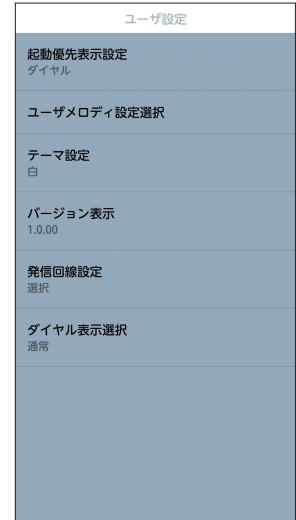 ユーザ設定
起動優先表示設定
ダイヤル
ユーザメロディ設定選択
テーマ設定
白
バージョン表示
1.0.00
発信回線設定
選択
ダイヤル表示選択
通常